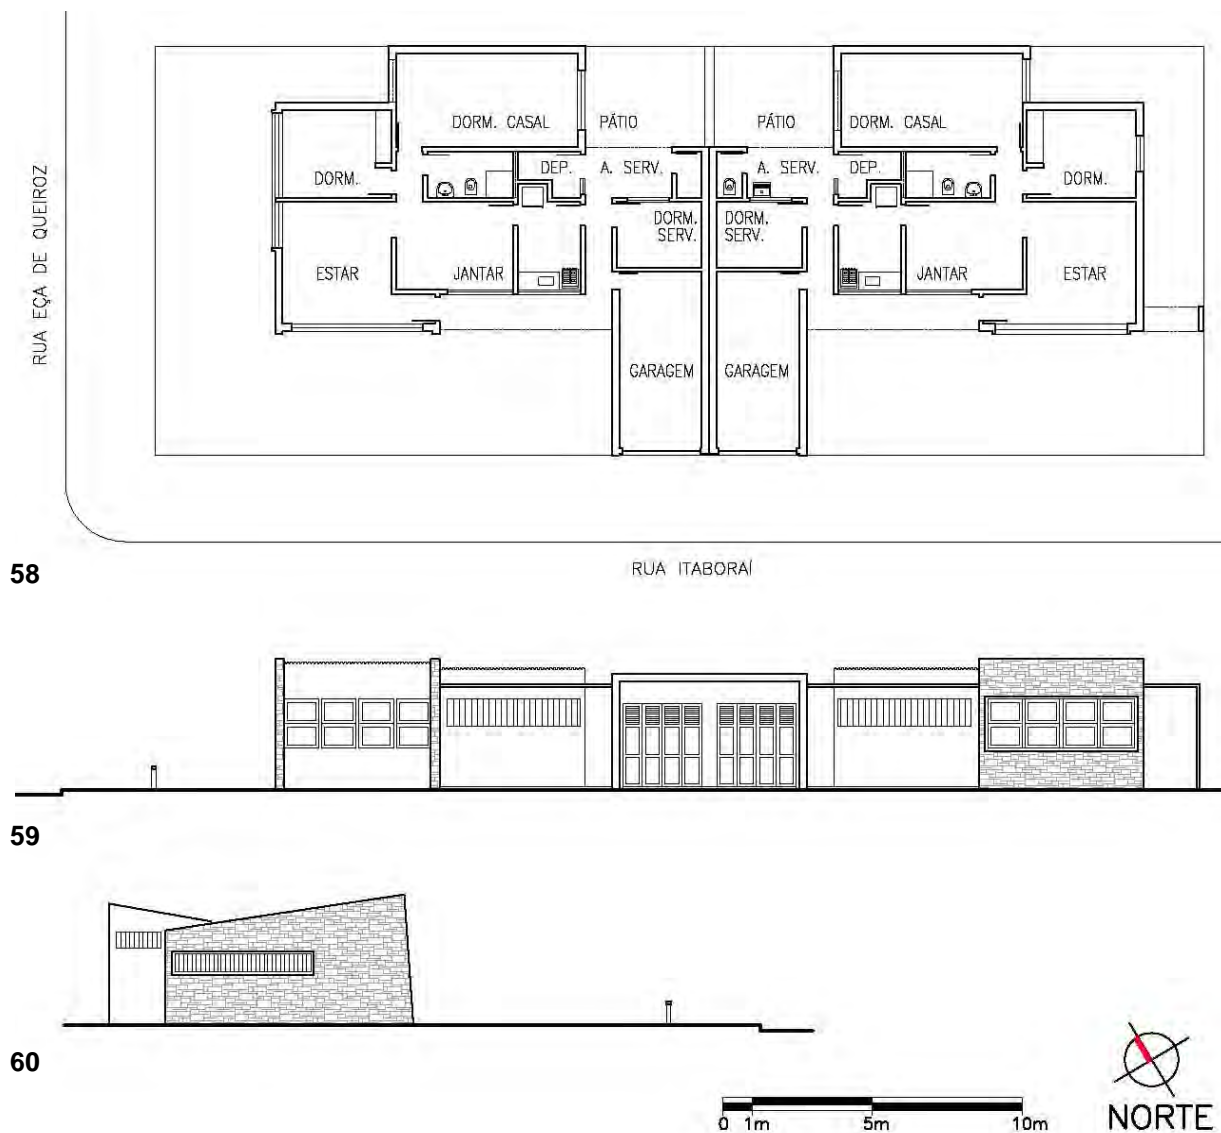 DORM. CASAL
PÁTIO
PÁTIO
DORM. CASAL
DORM.
DEP.
A. SERV.
A. SERV.
DEP.
DORM.
DORM.
SERV.
DORM.
SERV.
ESTAR
JANTAR
JANTAR
ESTAR
GARAGEM
GARAGEM
RUA EÇA DE QUEIROZ
58
RUA ITABORAÍ
59
60
0 1m 5m 10m
NORTE